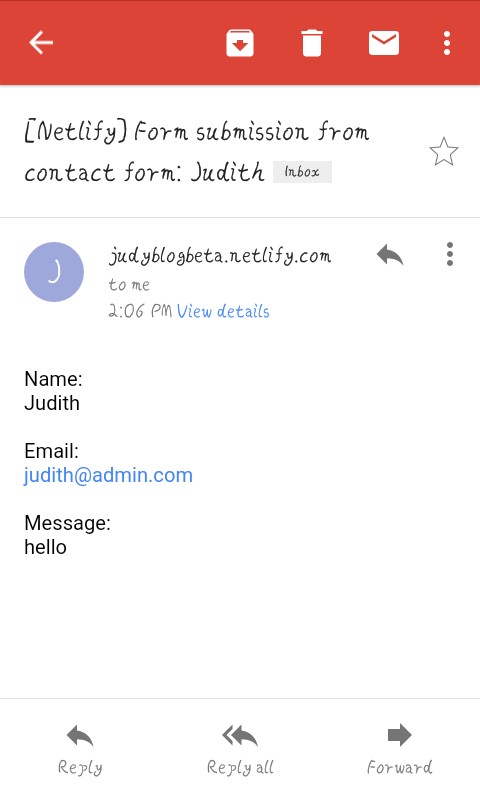 [Netlify] Form submission from
contact form: Judith Inbox
J
judyblogbeta.netlify.com
to me
2:06 PM View details
Name:
Judith
Email:
judith@admin.com
Message:
hello
Reply Reply all Forward